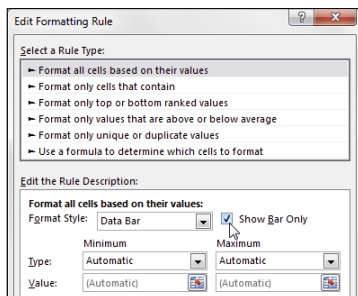 Edit Formatting Rule
Select a Rule Type:
► Format all cells based on their values
► Format only cells that contain
► Format only top or bottom ranked values
► Format only values that are above or below average
► Format only unique or duplicate values
► Use a formula to determine which cells to format
Edit the Rule Description:
Format all cells based on their values:
Format Style: Data Bar Show Bar Only
Minimum Maximum
Type: Automatic Automatic
Value: (Automatic) (Automatic)